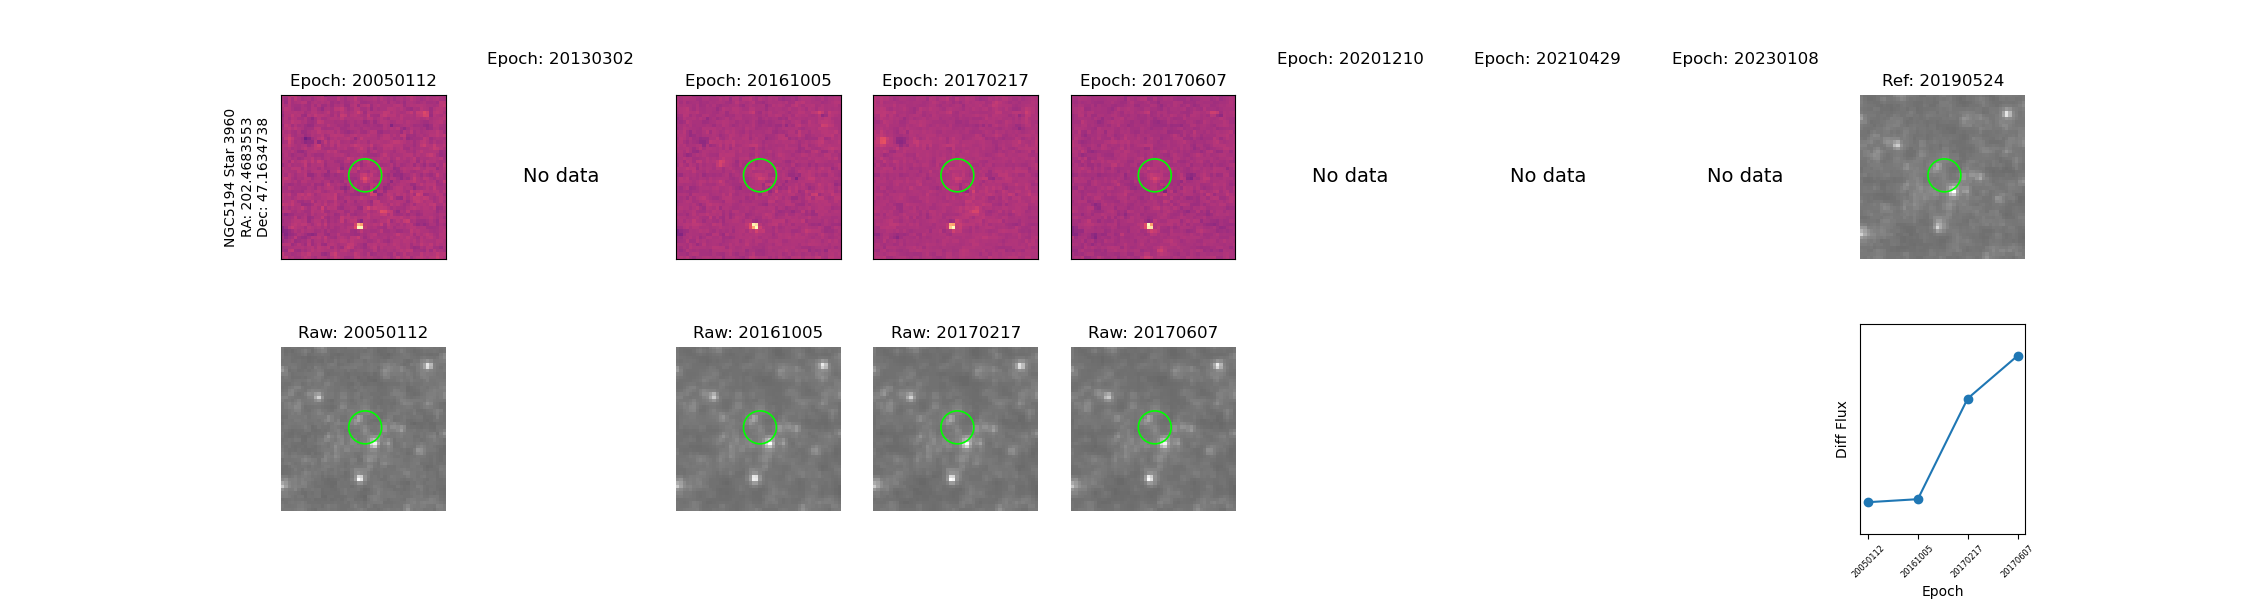 Epoch: 20130302
Epoch: 20201210
Epoch: 20210429
Epoch: 20230108
Epoch: 20050112
Epoch: 20161005
Epoch: 20170217
Epoch: 20170607
Ref: 20190524
NGC5194 Star 3960
RA: 202.4683553
Dec: 47.1634738
No data
No data
No data
No data
Raw: 20050112
Raw: 20161005
Raw: 20170217
Raw: 20170607
Diff Flux
20050112
20161005
20170217
20170607
Epoch